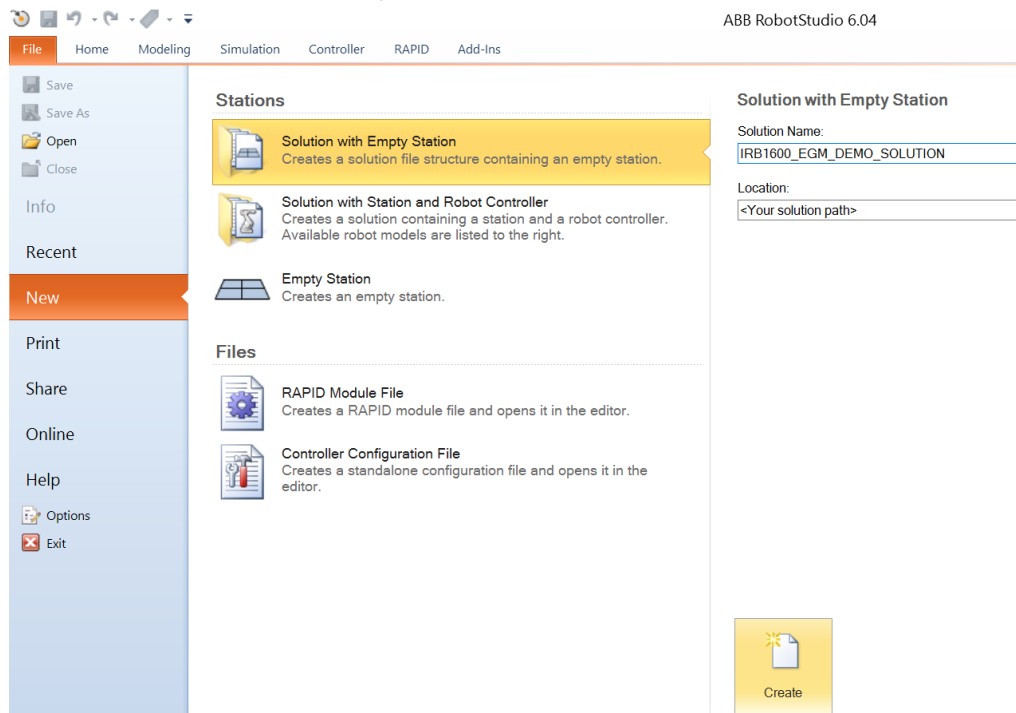 ABB RobotStudio 6.04
File Home Modeling Simulation Controller RAPID Add-Ins
Save
Save As
Open
Close
Info
Recent
New
Print
Share
Online
Help
Options
Exit
Stations
Solution with Empty Station
Creates a solution file structure containing an empty station.
Solution with Station and Robot Controller
Creates a solution containing a station and a robot controller.
Available robot models are listed to the right.
Empty Station
Creates an empty station.
Files
RAPID Module File
Creates a RAPID module file and opens it in the editor.
Controller Configuration File
Creates a standalone configuration file and opens it in the
editor.
Solution with Empty Station
Solution Name:
IRB1600_EGM_DEMO_SOLUTION
Location:
<Your solution path>
Create